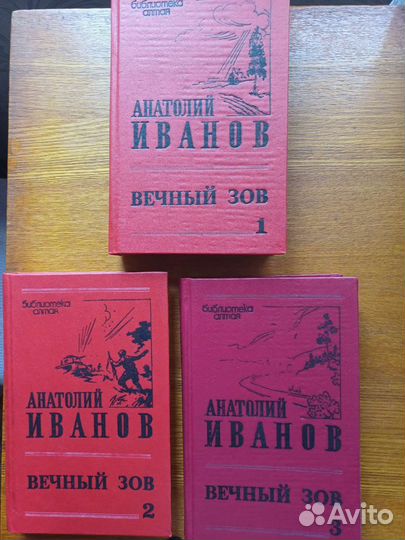 библиотека
алтая
АНАТОЛИЙ
ИВАНОВ
ВЕЧНЫЙ ЗОВ
1
библиотека
алтая
АНАТОЛИЙ
ИВАНОВ
ВЕЧНЫЙ ЗОВ
2
библиотека
алтая
АНАТОЛИЙ
ИВАНОВ
ВЕЧНЫЙ ЗОВ
3
Avito